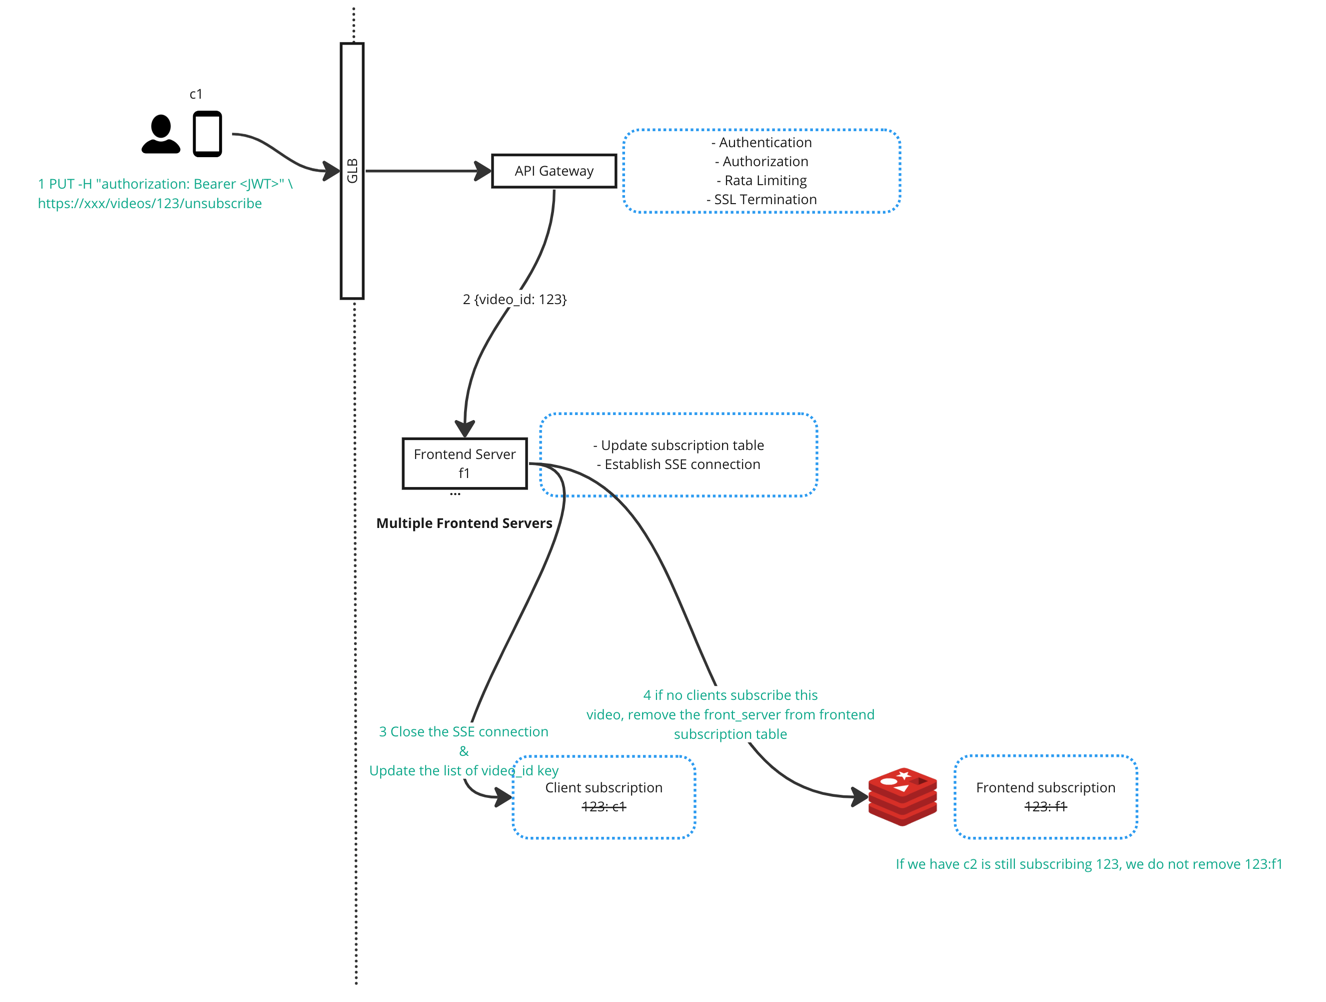 c1
1 PUT -H "authorization: Bearer <JWT>" \
https://xxx/videos/123/unsubscribe
GLB
API Gateway
- Authentication
- Authorization
- Rata Limiting
- SSL Termination
2 {video_id: 123}
Frontend Server
f1
...
Multiple Frontend Servers
- Update subscription table
- Establish SSE connection
3 Close the SSE connection
&
Update the list of video_id key
4 if no clients subscribe this
video, remove the front_server from frontend
subscription table
Client subscription
123: c1
Frontend subscription
123: f1
If we have c2 is still subscribing 123, we do not remove 123:f1